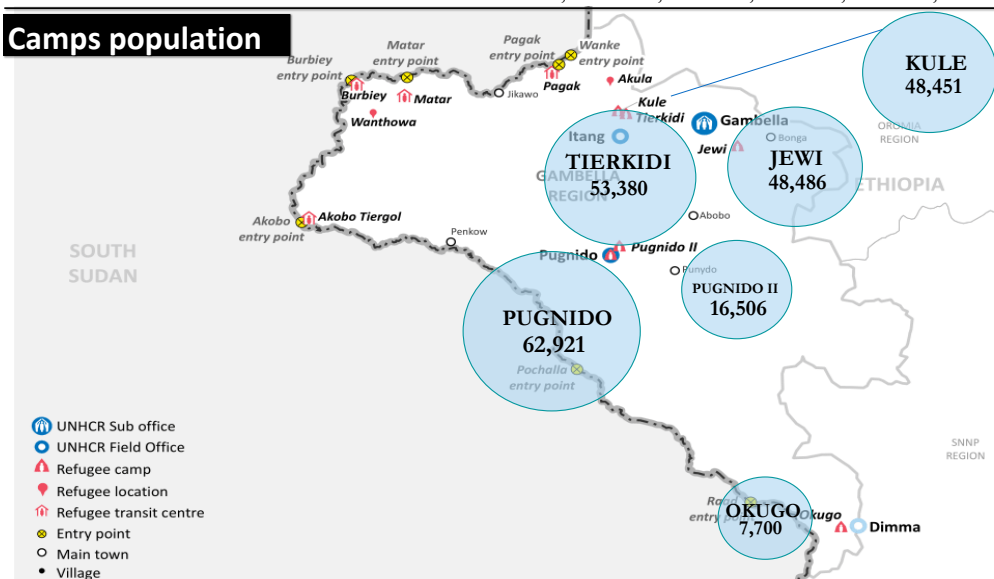 Camps population
Burbiey
entry point
Matar
entry point
Pagak
entry point
Wanke
entry point
KULE
48,451
Burbiey
Matar
Jikawo
Pagak
Akula
Wanthowa
Kule
Tierkidi
Gambella
Itang
Jewi
Bonga
OROMIA
REGION
TIERKIDI
53,380
GAMBELLA
REGION
JEWI
48,486
ETHIOPIA
Akobo Tiergol
Akobo
entry point
Penkow
Abobo
SOUTH
SUDAN
Pugnido
Pugnido II
Punydo
PUGNIDO II
16,506
PUGNIDO
62,921
Pochalla
entry point
UNHCR Sub office
UNHCR Field Office
Refugee camp
Refugee location
Refugee transit centre
Entry point
Main town
Village
SNNP
REGION
Raad
entry point
OKUGO
7,700
Okugo
Dimma